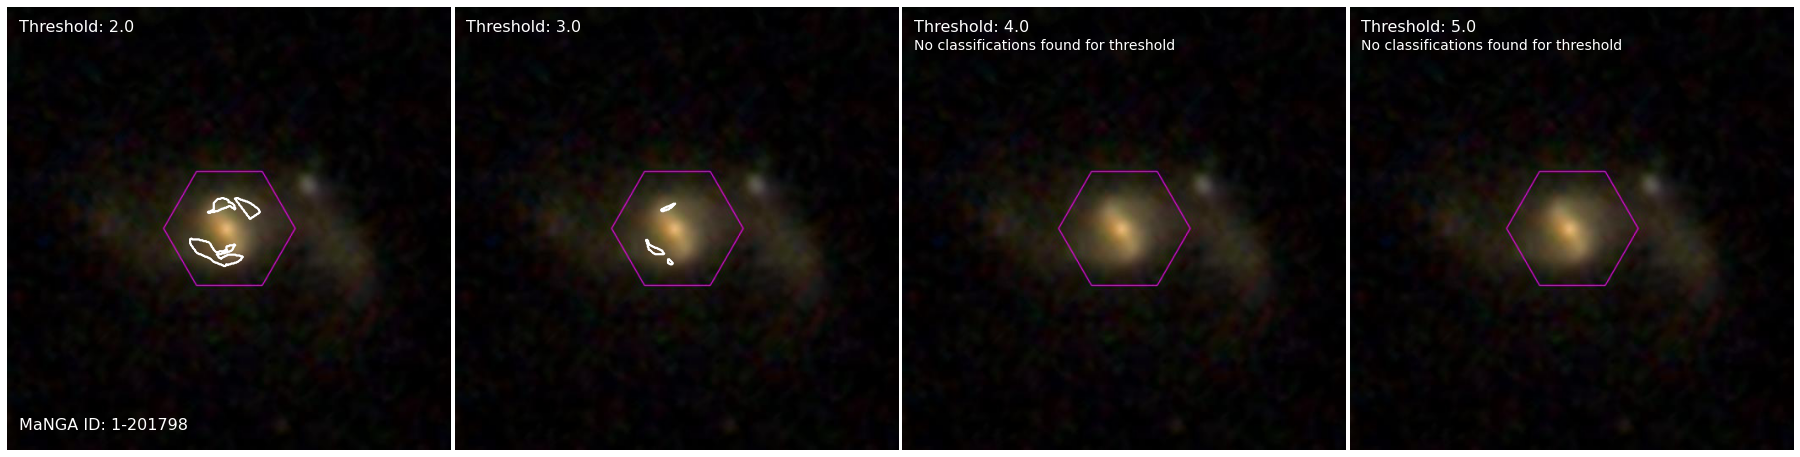 Threshold: 2.0
MaNGA ID: 1-201798
Threshold: 3.0
Threshold: 4.0
No classifications found for threshold
Threshold: 5.0
No classifications found for threshold